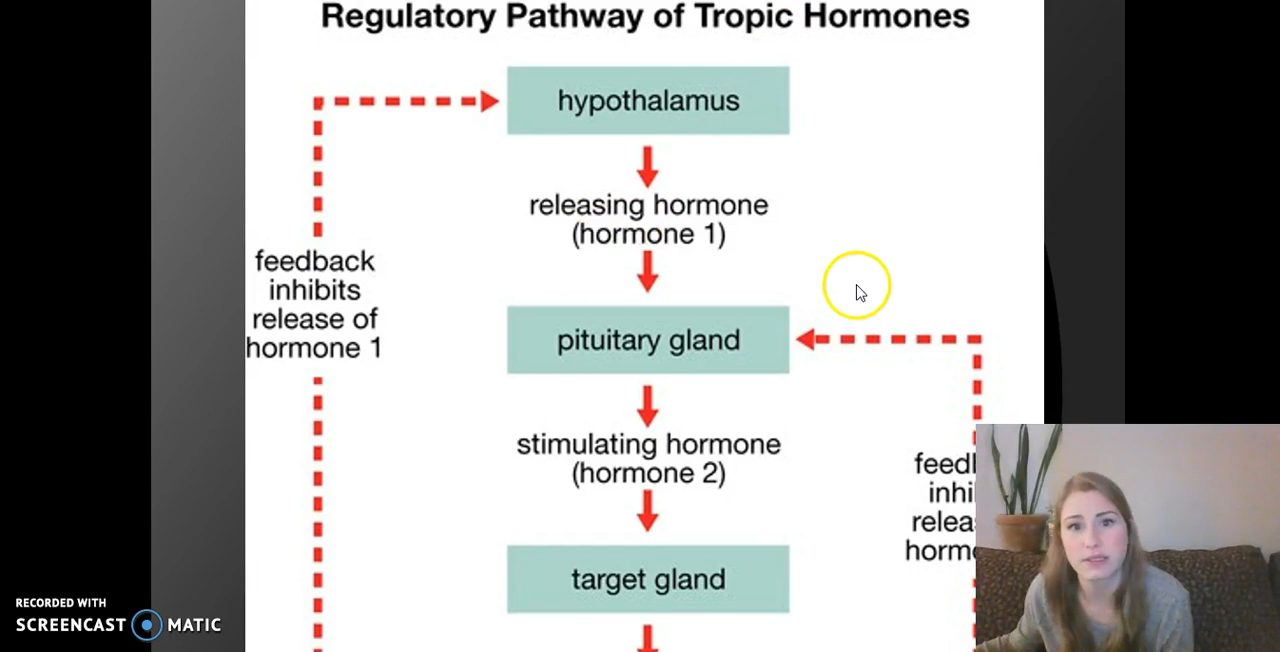 Regulatory Pathway of Tropic Hormones
hypothalamus
releasing hormone
(hormone 1)
feedback
inhibits
release of
hormone 1
pituitary gland
stimulating hormone
(hormone 2)
target gland
RECORDED WITH
SCREENCAST MATIC